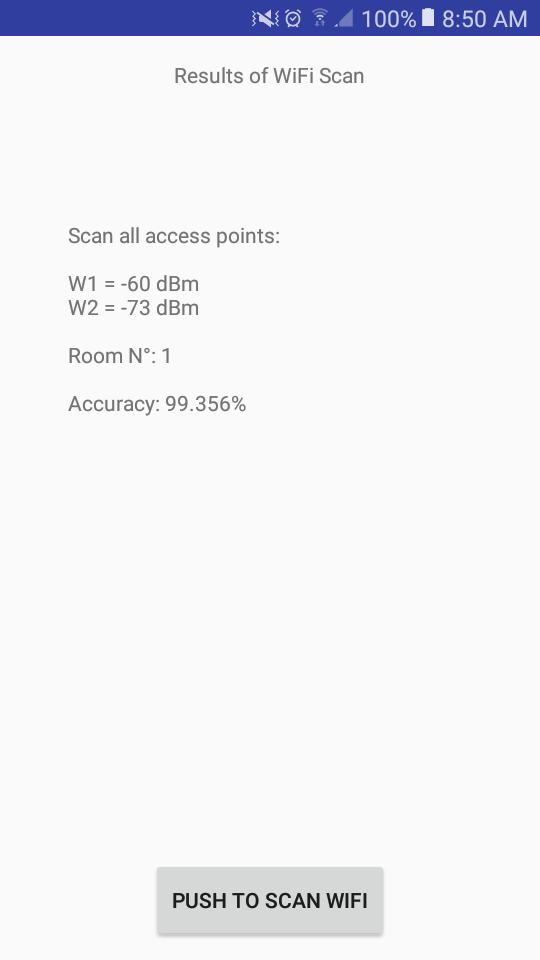 100% 8:50 AM
Results of WiFi Scan
Scan all access points:
W1 = -60 dBm
W2 = -73 dBm
Room N°: 1
Accuracy: 99.356%
PUSH TO SCAN WIFI